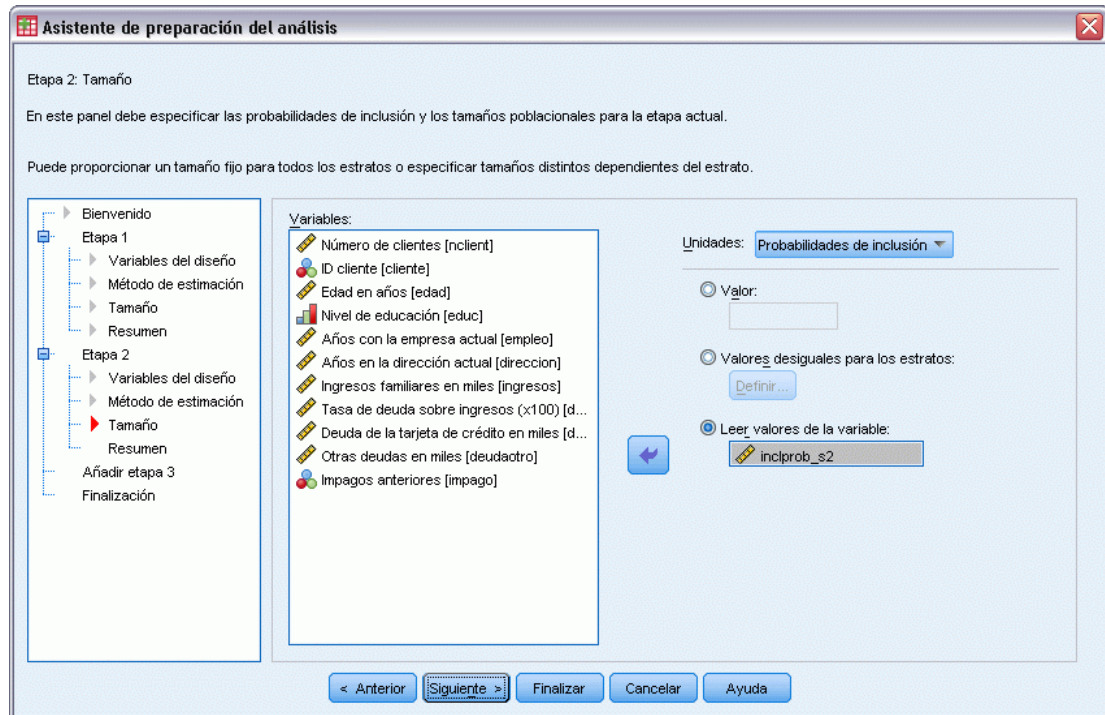 Asistente de preparación del análisis
Etapa 2: Tamaño
En este panel debe especificar las probabilidades de inclusión y los tamaños poblacionales para la etapa actual.
Puede proporcionar un tamaño fijo para todos los estratos o especificar tamaños distintos dependientes del estrato.
Bienvenido
Etapa 1
Variables del diseño
Método de estimación
Tamaño
Resumen
Etapa 2
Variables del diseño
Método de estimación
Tamaño
Resumen
Añadir etapa 3
Finalización
Variables:
Número de clientes [nclient]
ID cliente [cliente]
Edad en años [edad]
Nivel de educación [educ]
Años con la empresa actual [empleo]
Años en la dirección actual [direccion]
Ingresos familiares en miles [ingresos]
Tasa de deuda sobre ingresos (x100) [d...
Deuda de la tarjeta de crédito en miles [d...
Otras deudas en miles [deudaotro]
Impagos anteriores [impago]
Unidades: Probabilidades de inclusión
Valor:
Valores desiguales para los estratos:
Definir...
Leer valores de la variable:
inclprob_s2
< Anterior
Siguiente >
Finalizar
Cancelar
Ayuda